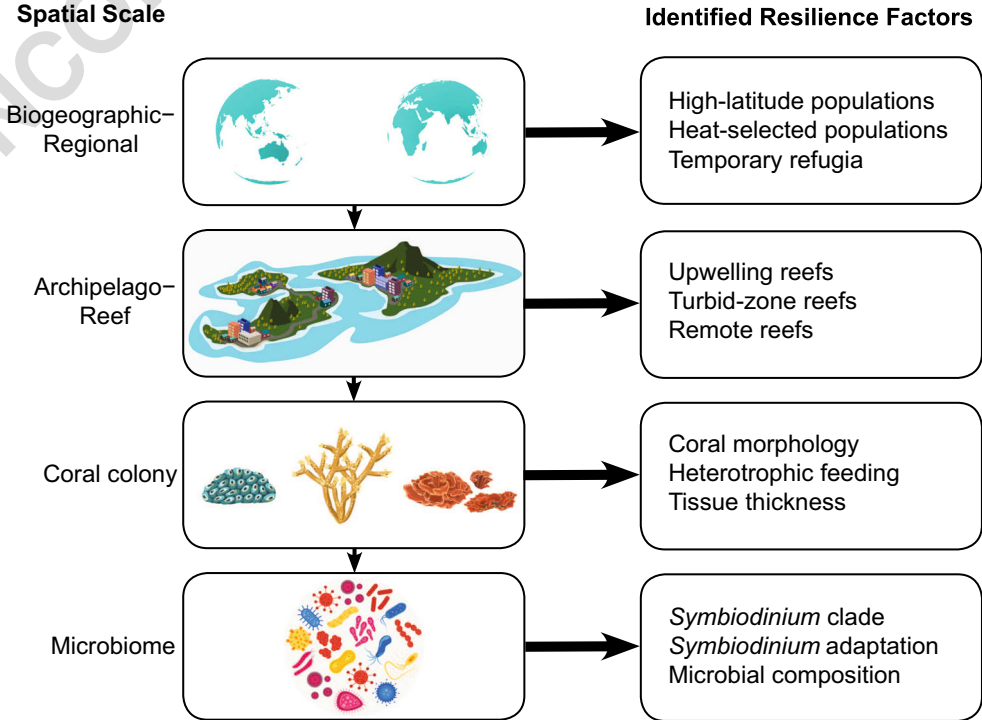 Spatial Scale
Identified Resilience Factors
Biogeographic–
Regional
High-latitude populations
Heat-selected populations
Temporary refugia
Archipelago–
Reef
Upwelling reefs
Turbid-zone reefs
Remote reefs
Coral colony
Coral morphology
Heterotrophic feeding
Tissue thickness
Microbiome
Symbiodinium clade
Symbiodinium adaptation
Microbial composition